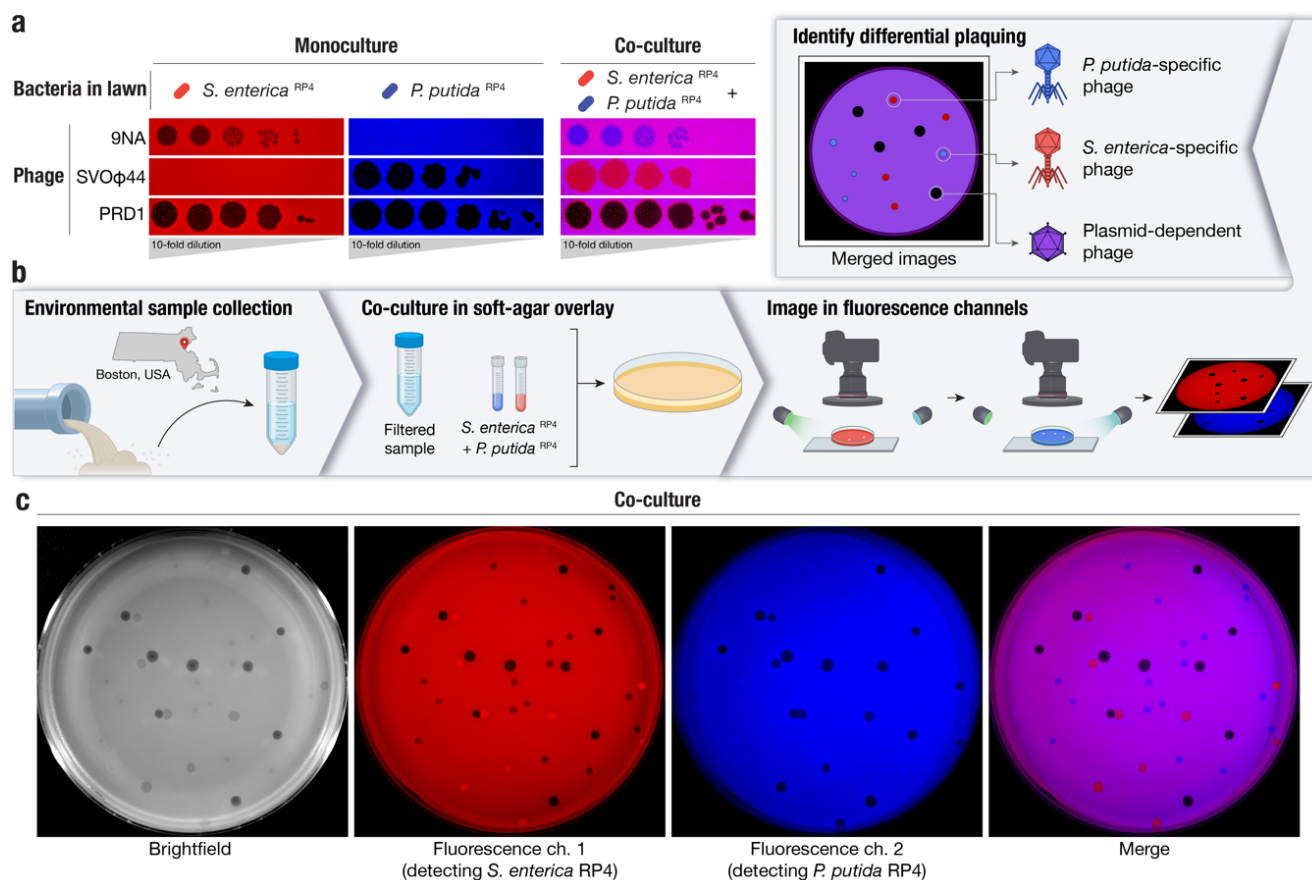 a
Monoculture
Co-culture
Bacteria in lawn
S. enterica RP4
P. putida RP4
S. enterica RP4
P. putida RP4
+
Phage
9NA
SVOφ44
PRD1
10-fold dilution
10-fold dilution
10-fold dilution
Identify differential plaquing
P. putida-specific
phage
S. enterica-specific
phage
Plasmid-dependent
phage
Merged images
b
Environmental sample collection
Boston, USA
Co-culture in soft-agar overlay
Filtered
sample
S. enterica RP4
+ P. putida RP4
Image in fluorescence channels
c
Co-culture
Brightfield
Fluorescence ch. 1
(detecting S. enterica RP4)
Fluorescence ch. 2
(detecting P. putida RP4)
Merge